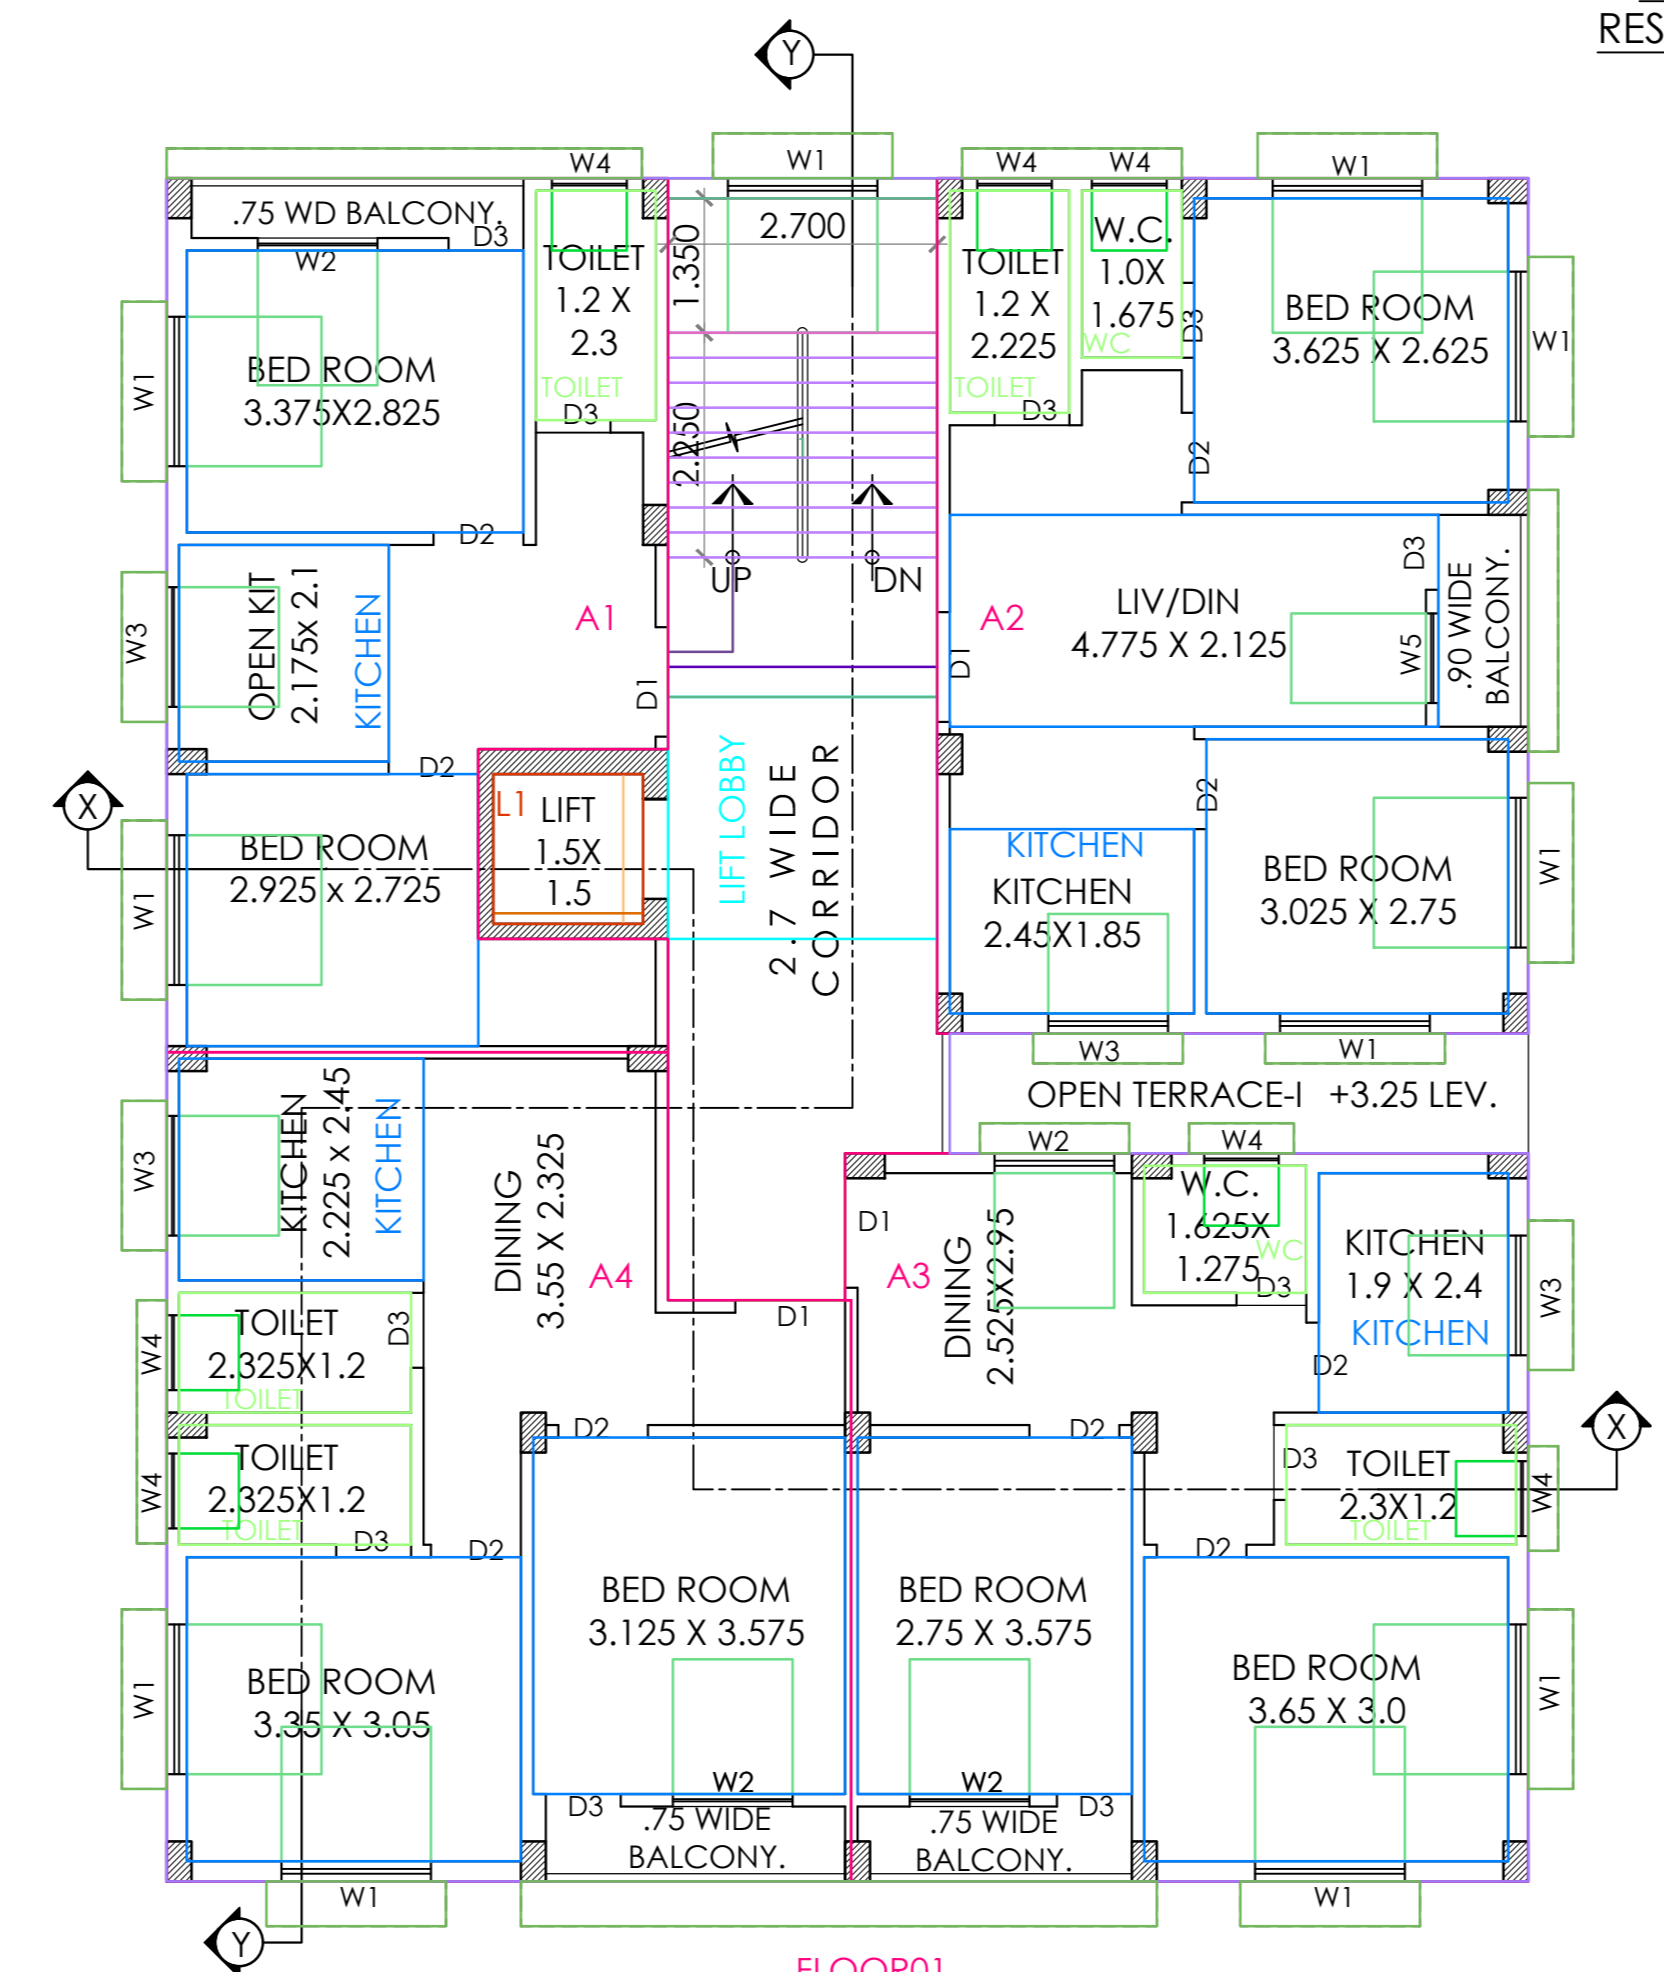 RES
Y
W4
W1
W4
W4
W1
.75 WD BALCONY.
D3
W2
TOILET
1.2 X
2.3
TOILET
D3
2.700
1.350
2.250
TOILET
1.2 X
2.225
TOILET
D3
W.C.
1.0X
1.675
WC
D3
BED ROOM
3.625 X 2.625
W1
W1
BED ROOM
3.375X2.825
D2
D2
UP
DN
W3
OPEN KIT
2.175x 2.1
KITCHEN
A1
D1
A2
D1
LIV/DIN
4.775 X 2.125
D3
W5
.90 WIDE
BALCONY.
D2
X
L1
LIFT
1.5X
1.5
LIFT LOBBY
2.7 WIDE
CORRIDOR
D2
W1
BED ROOM
2.925 x 2.725
KITCHEN
KITCHEN
2.45X1.85
BED ROOM
3.025 X 2.75
W1
W3
W1
OPEN TERRACE-I +3.25 LEV.
W3
KITCHEN
2.225 x 2.45
KITCHEN
DINING
3.55 X 2.325
A4
D1
W2
W4
D1
A3
DINING
2.525X2.95
W.C.
1.625X
1.275
WC
D3
KITCHEN
1.9 X 2.4
KITCHEN
W3
D2
W4
TOILET
2.325X1.2
TOILET
D3
W4
TOILET
2.325X1.2
TOILET
D3
D2
D2
D2
D3
TOILET
2.3X1.2
TOILET
W4
X
D2
BED ROOM
3.125 X 3.575
BED ROOM
2.75 X 3.575
W1
BED ROOM
3.35 X 3.05
BED ROOM
3.65 X 3.0
W1
W2
W2
D3
.75 WIDE
BALCONY.
.75 WIDE
BALCONY.
D3
W1
W1
Y
FLOOR01